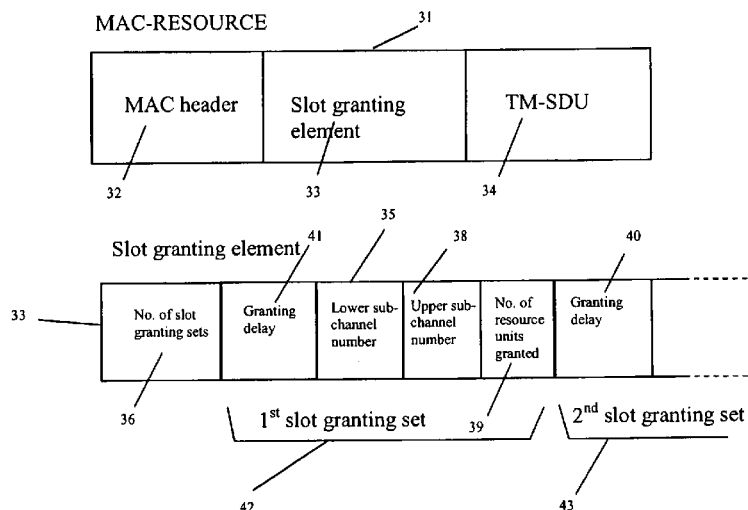 MAC-RESOURCE
31
MAC header
Slot granting
element
TM-SDU
32
33
34
35
Slot granting element
41
38
40
33
No. of slot
granting sets
Granting
delay
Lower sub-
channel
number
Upper sub-
channel
number
No. of
resource
units
granted
Granting
delay
36
1st slot granting set
39
2nd slot granting set
42
43